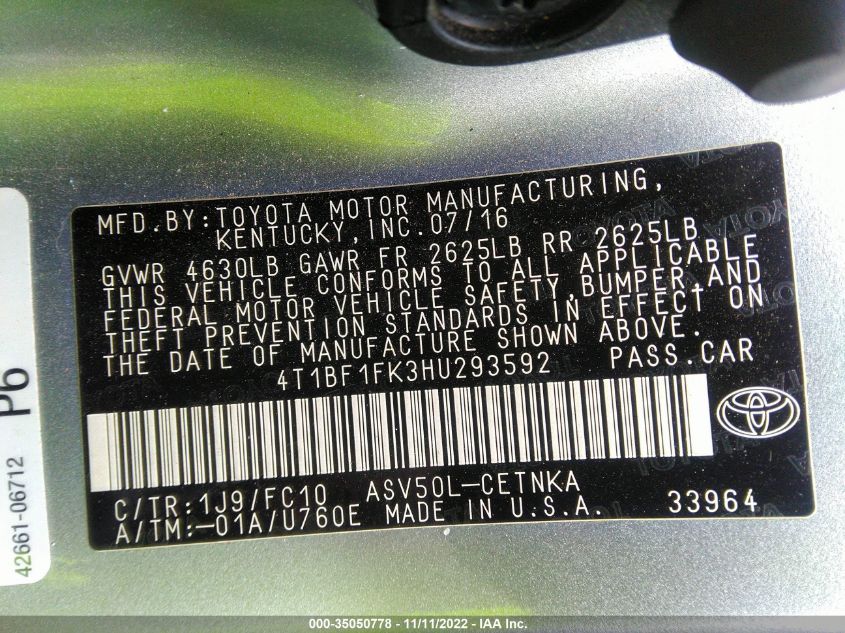 MFD.BY:TOYOTA MOTOR MANUFACTURING,
KENTUCKY,INC.07/16
GVWR 4630LB GAWR FR 2625LB RR 2625LB
THIS VEHICLE CONFORMS TO ALL APPLICABLE
FEDERAL MOTOR VEHICLE SAFETY,BUMPER,AND
THEFT PREVENTION STANDARDS IN EFFECT ON
THE DATE OF MANUFACTURE SHOWN ABOVE.
4T1BF1FK3HU293592 PASS.CAR
C/TR:1J9/FC10 ASV50L-CETNKA
A/TM:-01A/U760E MADE IN U.S.A. 33964
Pb
42661-06712
000-35050778 - 11/11/2022 - IAA Inc.